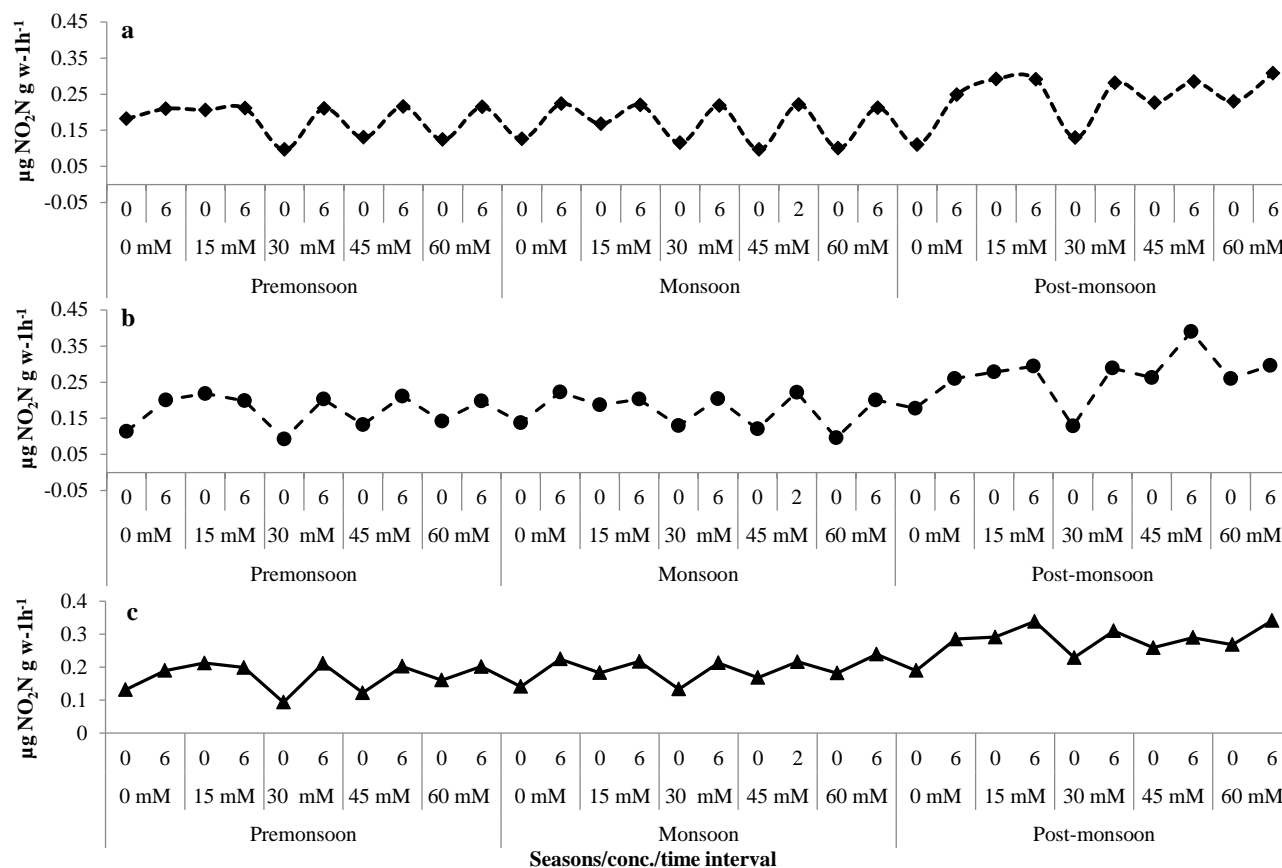 a
µg NO₂N g w-1h⁻¹
0.45
0.35
0.25
0.15
0.05
-0.05
0 6 0 6 0 6 0 6 0 6 0 6 0 6 0 6 0 2 0 6 0 6 0 6 0 6 0 6 0 6
0 mM 15 mM 30 mM 45 mM 60 mM 0 mM 15 mM 30 mM 45 mM 60 mM 0 mM 15 mM 30 mM 45 mM 60 mM
Premonsoon Monsoon Post-monsoon
b
µg NO₂N g w-1h⁻¹
0.45
0.35
0.25
0.15
0.05
-0.05
0 6 0 6 0 6 0 6 0 6 0 6 0 6 0 6 0 2 0 6 0 6 0 6 0 6 0 6 0 6
0 mM 15 mM 30 mM 45 mM 60 mM 0 mM 15 mM 30 mM 45 mM 60 mM 0 mM 15 mM 30 mM 45 mM 60 mM
Premonsoon Monsoon Post-monsoon
c
µg NO₂N g w-1h⁻¹
0.4
0.3
0.2
0.1
0
0 6 0 6 0 6 0 6 0 6 0 6 0 6 0 6 0 2 0 6 0 6 0 6 0 6 0 6 0 6
0 mM 15 mM 30 mM 45 mM 60 mM 0 mM 15 mM 30 mM 45 mM 60 mM 0 mM 15 mM 30 mM 45 mM 60 mM
Premonsoon Monsoon Post-monsoon
Seasons/conc./time interval